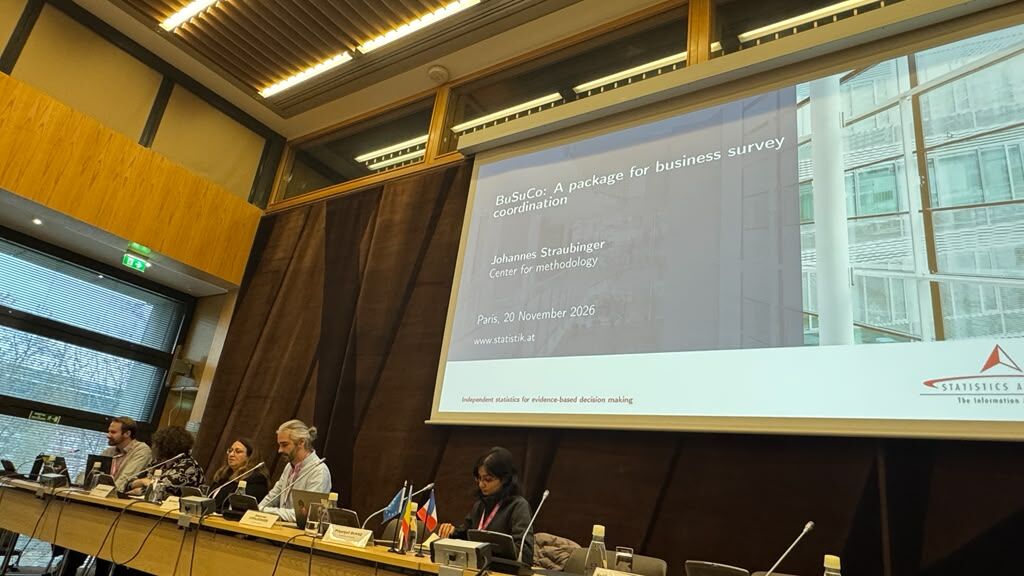 BuSuCo: A package for business survey
coordination
Johannes Straubinger
Center for methodology
Paris, 20 November 2026
www.statistik.at
Independent statistics for evidence-based decision making
STATISTICS A
The Information